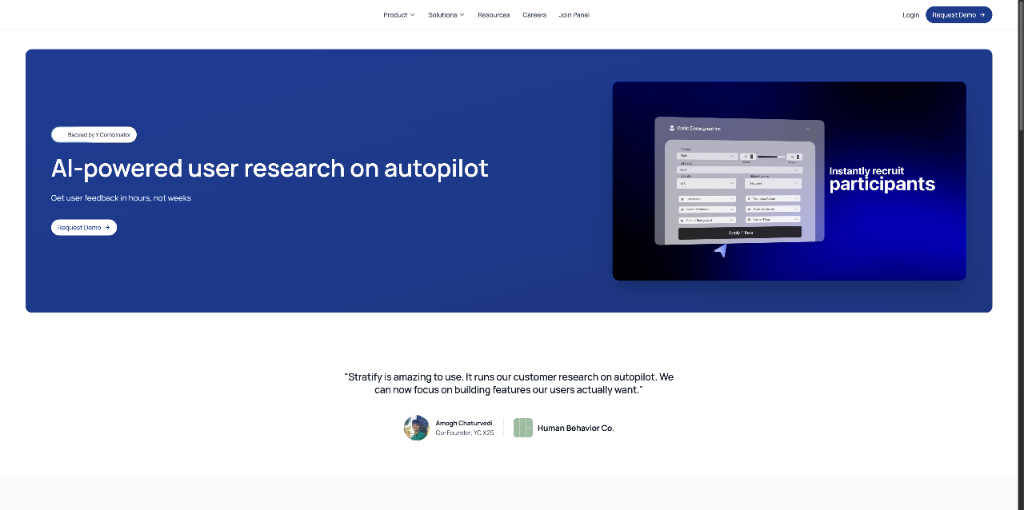 Product
Solutions
Resources
Careers
Join Panel
Login
Request Demo →
Backed by Y Combinator
AI-powered user research on autopilot
Get user feedback in hours, not weeks
Request Demo →
Basic Demographics
Apply Filters
Instantly recruit
participants
"Stratify is amazing to use. It runs our customer research on autopilot. We
can now focus on building features our users actually want."
Amogh Chaturvedi
Co-Founder, YC X25
Human Behavior Co.